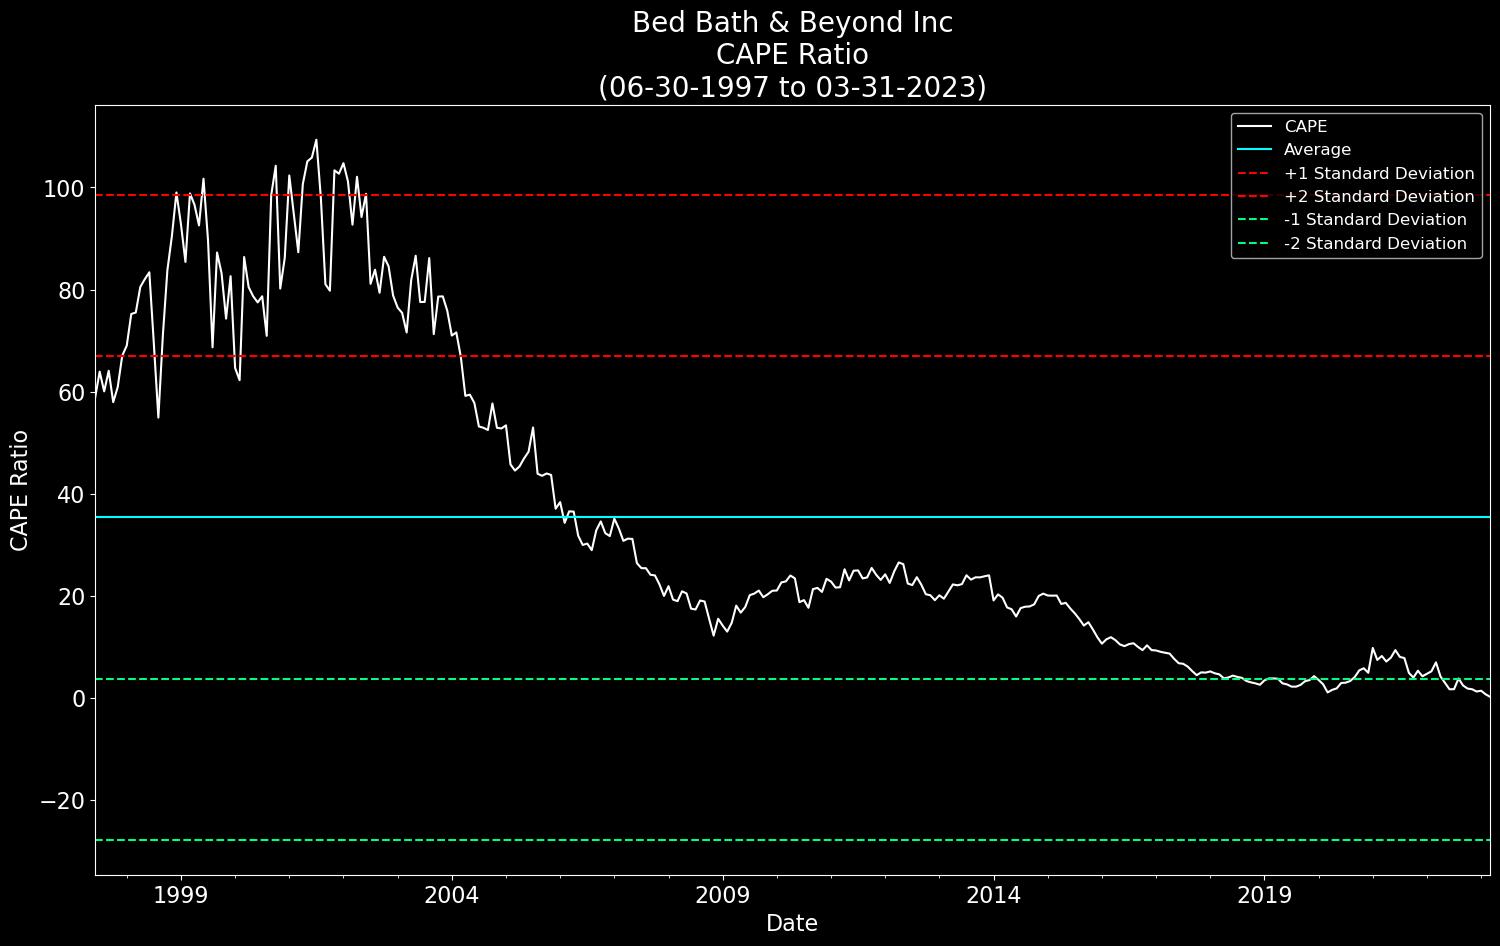 Bed Bath & Beyond Inc
CAPE Ratio
(06-30-1997 to 03-31-2023)
CAPE
Average
+1 Standard Deviation
+2 Standard Deviation
-1 Standard Deviation
-2 Standard Deviation
CAPE Ratio
100
80
60
40
20
0
−20
1999
2004
2009
2014
2019
Date